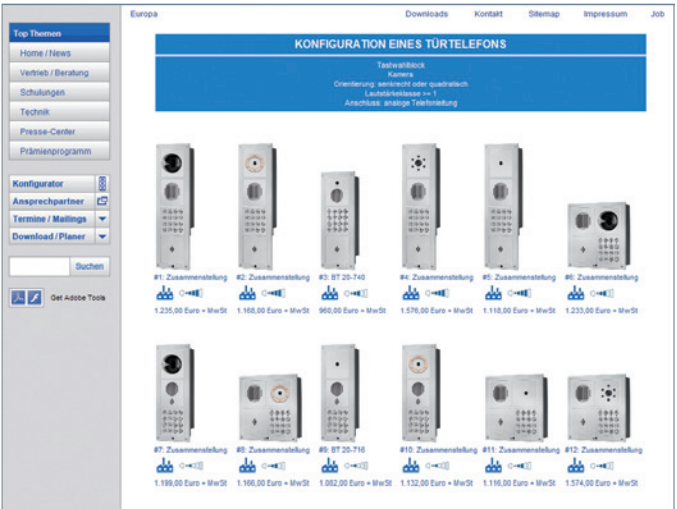 Europa
Downloads
Kontakt
Sitemap
Impressum
Job
Top Themen
Home / News
Vertrieb / Beratung
Schulungen
Technik
Presse-Center
Prämienprogramm
Konfigurator
Ansprechpartner
Termine / Mailings
Download / Planer
Suchen
Get Adobe Tools
KONFIGURATION EINES TÜRTELEFONS
Tastwahlblock
Kamera
Orientierung: senkrecht oder quadratisch
Lautstärkeklasse >= 1
Anschluss: analoge Telefonleitung
#1: Zusammenstellung #2: Zusammenstellung #3: BT 20-740 #4: Zusammenstellung #5: Zusammenstellung #6: Zusammenstellung
1.235,00 Euro + MwSt 1.168,00 Euro + MwSt 960,00 Euro + MwSt 1.576,00 Euro + MwSt 1.118,00 Euro + MwSt 1.233,00 Euro + MwSt
#7: Zusammenstellung #8: Zusammenstellung #9: BT 20-716 #10: Zusammenstellung #11: Zusammenstellung #12: Zusammenstellung
1.199,00 Euro + MwSt 1.166,00 Euro + MwSt 1.082,00 Euro + MwSt 1.132,00 Euro + MwSt 1.116,00 Euro + MwSt 1.574,00 Euro + MwSt